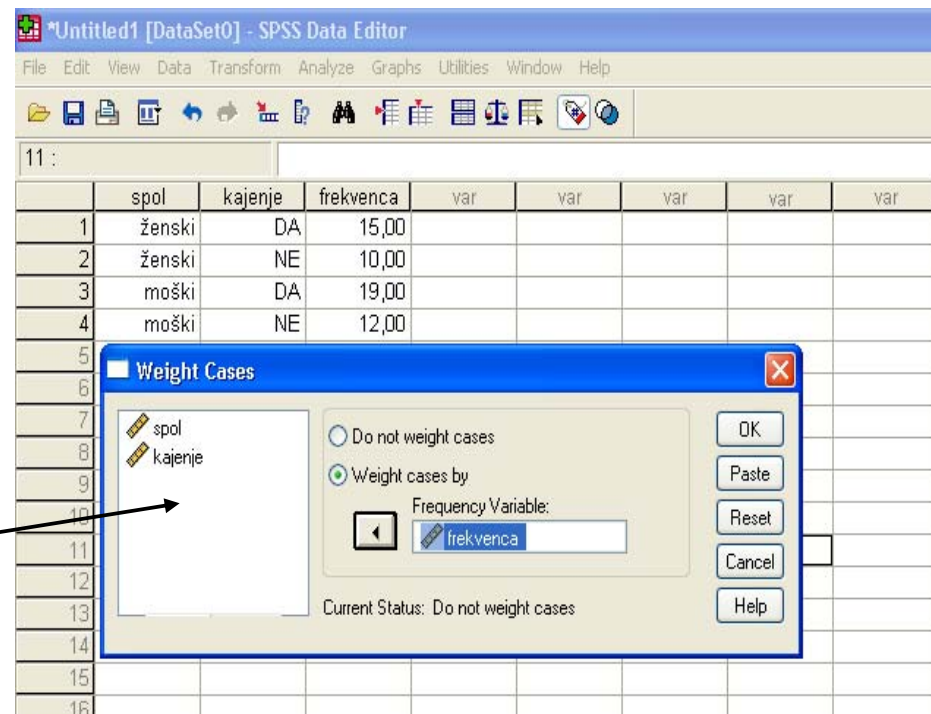 *Untitled1 [DataSet0] - SPSS Data Editor
File Edit View Data Transform Analyze Graphs Utilities Window Help
11 :
spol kajenje frekvenca var var var var var
1 ženski DA 15,00
2 ženski NE 10,00
3 moški DA 19,00
4 moški NE 12,00
5
6
7
8
9
10
11
12
13
14
15
16
Weight Cases
spol
kajenje
Do not weight cases
Weight cases by
Frequency Variable:
frekvenca
Current Status: Do not weight cases
OK
Paste
Reset
Cancel
Help